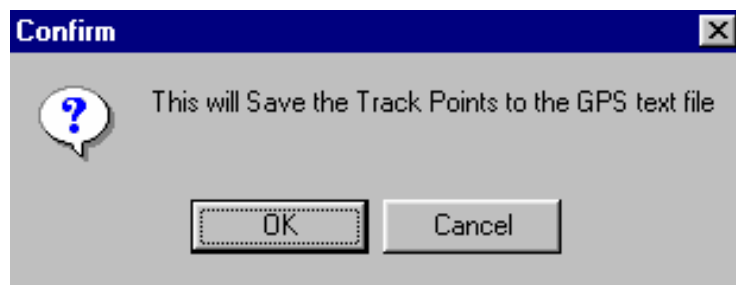 Confirm
This will Save the Track Points to the GPS text file
OK
Cancel